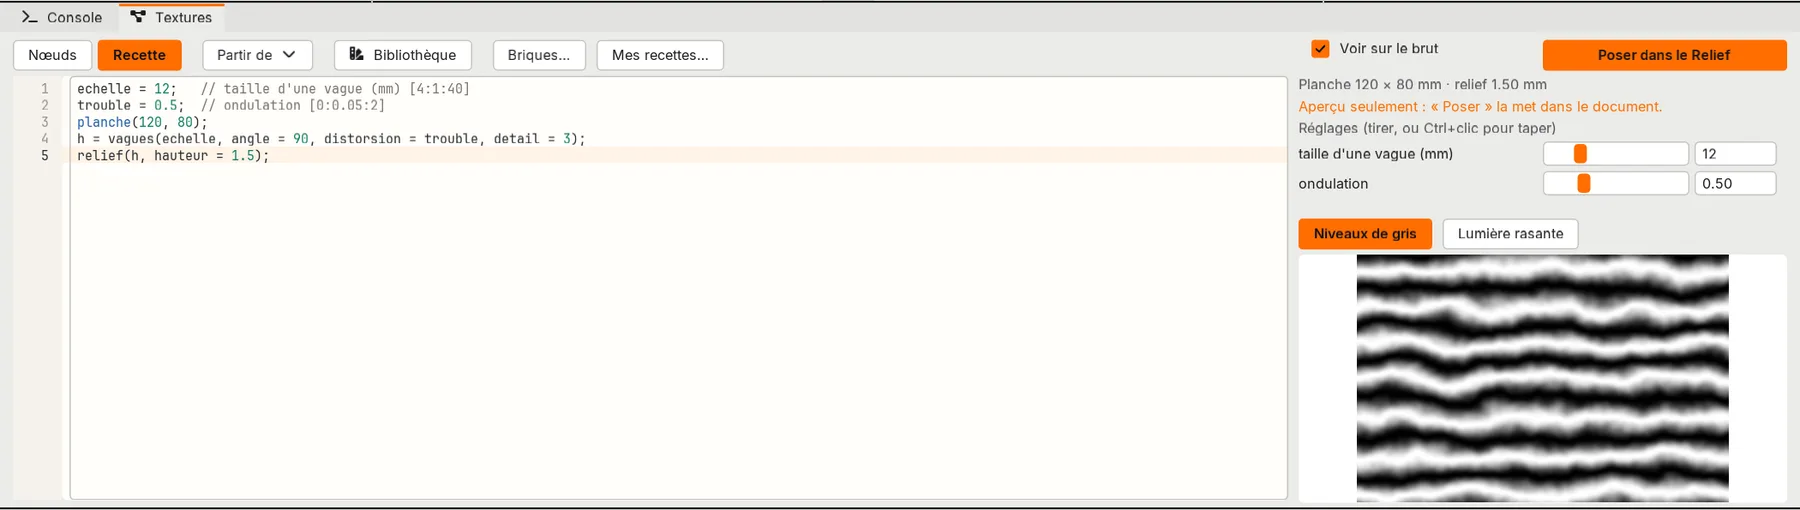 Console Textures
Nœuds Recette Partir de Bibliothèque Briques... Mes recettes...
1 echelle = 12; // taille d'une vague (mm) [4:1:40]
2 trouble = 0.5; // ondulation [0:0.05:2]
3 planche(120, 80);
4 h = vagues(echelle, angle = 90, distorsion = trouble, detail = 3);
5 relief(h, hauteur = 1.5);
Voir sur le brut Poser dans le Relief
Planche 120 × 80 mm · relief 1.50 mm
Aperçu seulement : « Poser » la met dans le document.
Réglages (tirer, ou Ctrl+clic pour taper)
taille d'une vague (mm) 12
ondulation 0.50
Niveaux de gris Lumière rasante